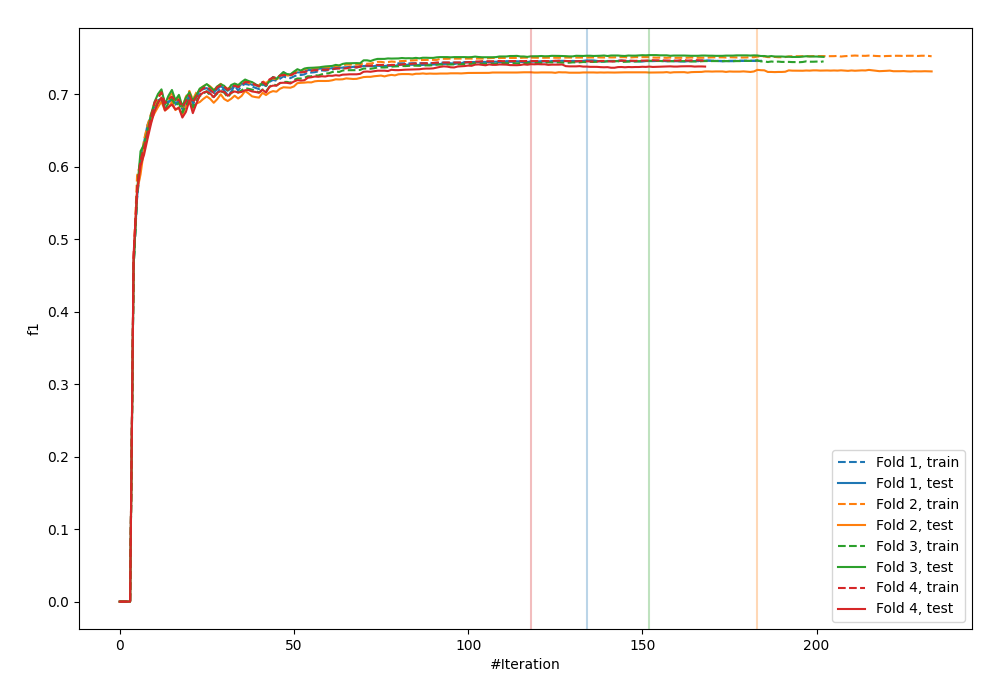 0.7
0.6
0.5
0.4
0.3
0.2
0.1
0.0
f1
0
50
100
150
200
#Iteration
Fold 1, train
Fold 1, test
Fold 2, train
Fold 2, test
Fold 3, train
Fold 3, test
Fold 4, train
Fold 4, test